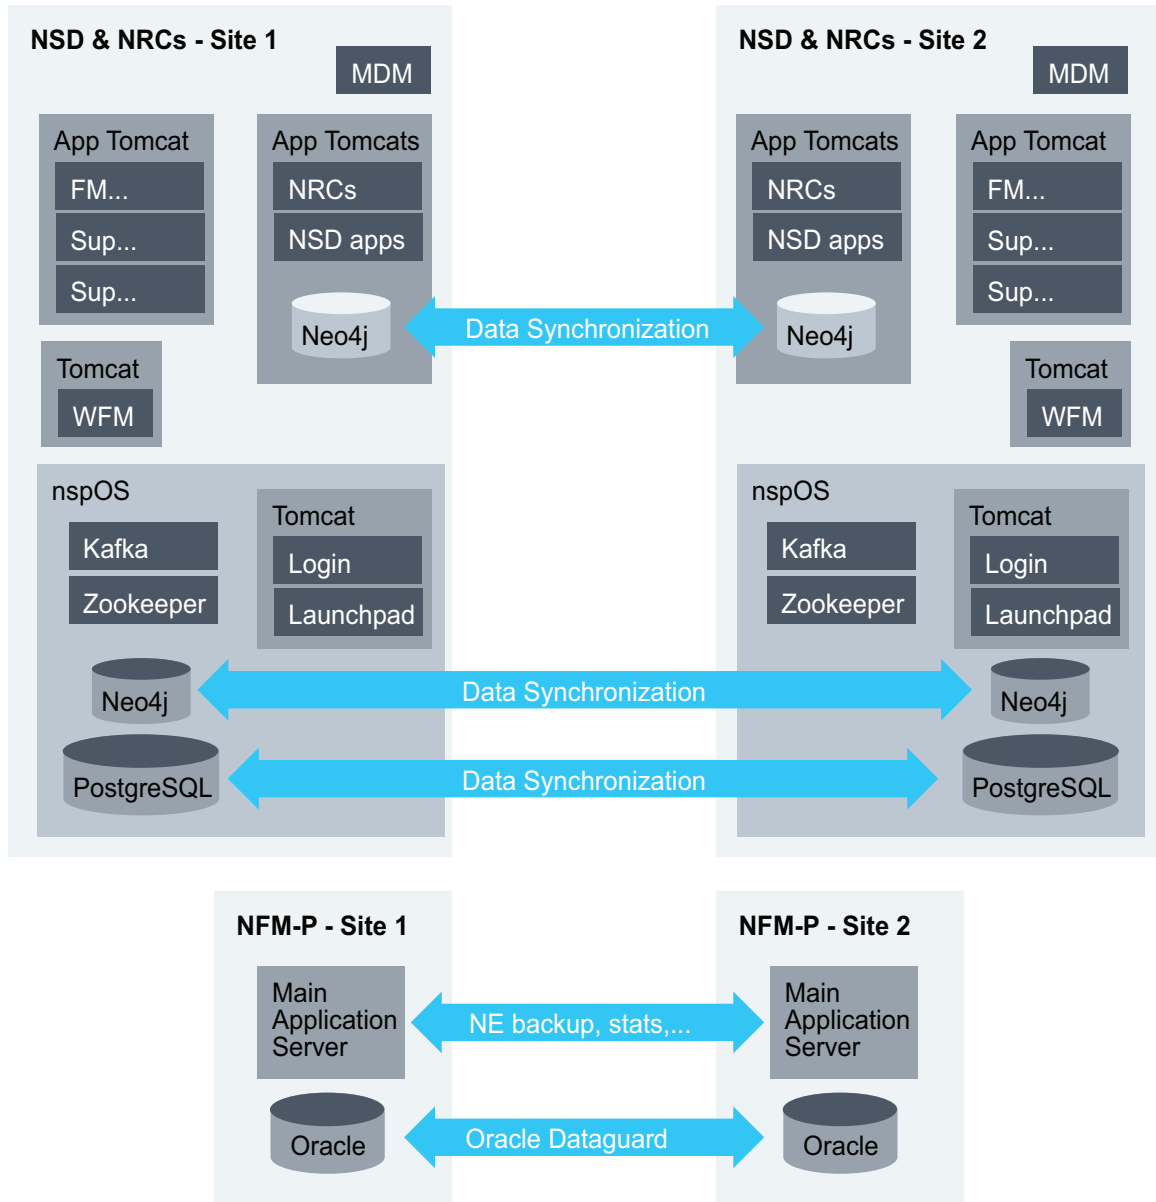 NSD & NRCs - Site 1
MDM
App Tomcat
FM...
Sup...
Sup...
App Tomcats
NRCs
NSD apps
Neo4j
Tomcat
WFM
nspOS
Kafka
Zookeeper
Tomcat
Login
Launchpad
Neo4j
PostgreSQL
Data Synchronization
Data Synchronization
Data Synchronization
NSD & NRCs - Site 2
MDM
App Tomcats
NRCs
NSD apps
Neo4j
App Tomcat
FM...
Sup...
Sup...
Tomcat
WFM
nspOS
Kafka
Zookeeper
Tomcat
Login
Launchpad
Neo4j
PostgreSQL
NFM-P - Site 1
Main
Application
Server
Oracle
NE backup, stats,...
Oracle Dataguard
NFM-P - Site 2
Main
Application
Server
Oracle